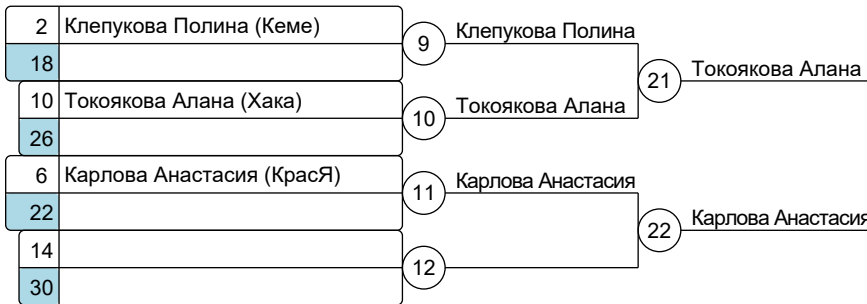 2 Клепукова Полина (Кеме)
9 Клепукова Полина
18
21 Токоякова Алана
10 Токоякова Алана (Хака)
10 Токоякова Алана
26
6 Карлова Анастасия (КрасЯ)
11 Карлова Анастасия
22
22 Карлова Анастасия
14
12
30